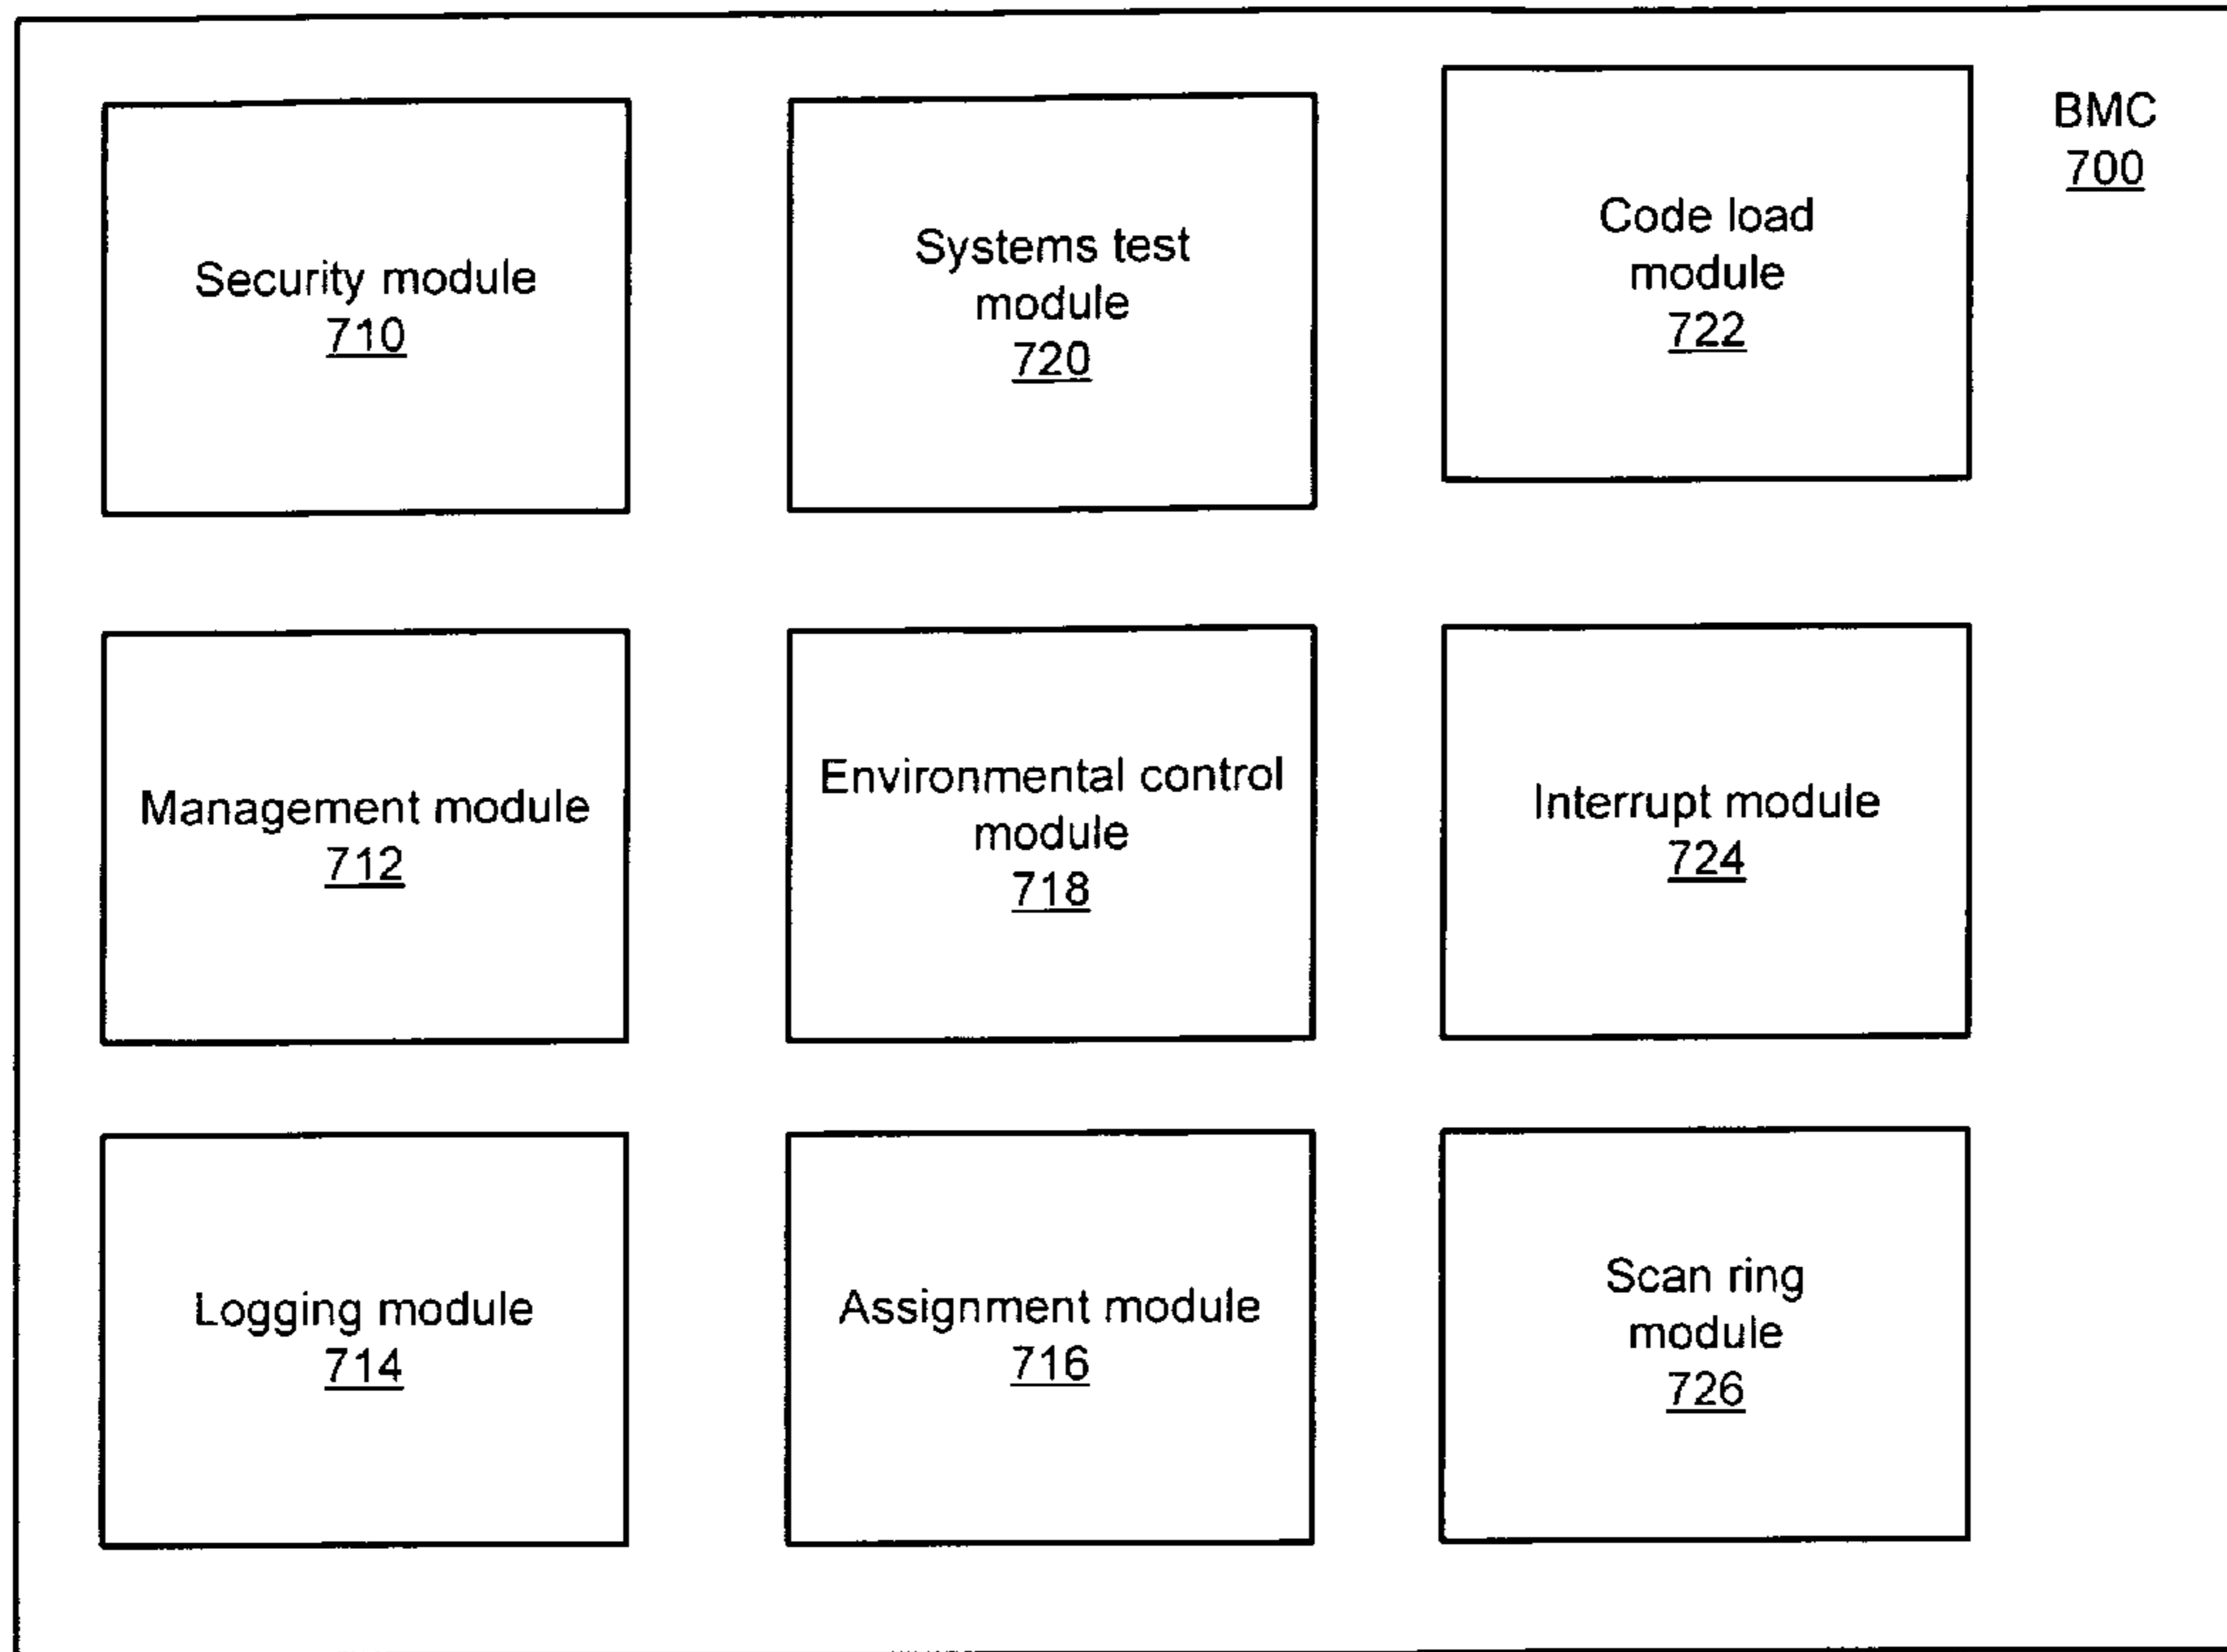 BMC
700
Security module
710
Systems test
module
720
Code load
module
722
Management module
712
Environmental control
module
718
Interrupt module
724
Logging module
714
Assignment module
716
Scan ring
module
726